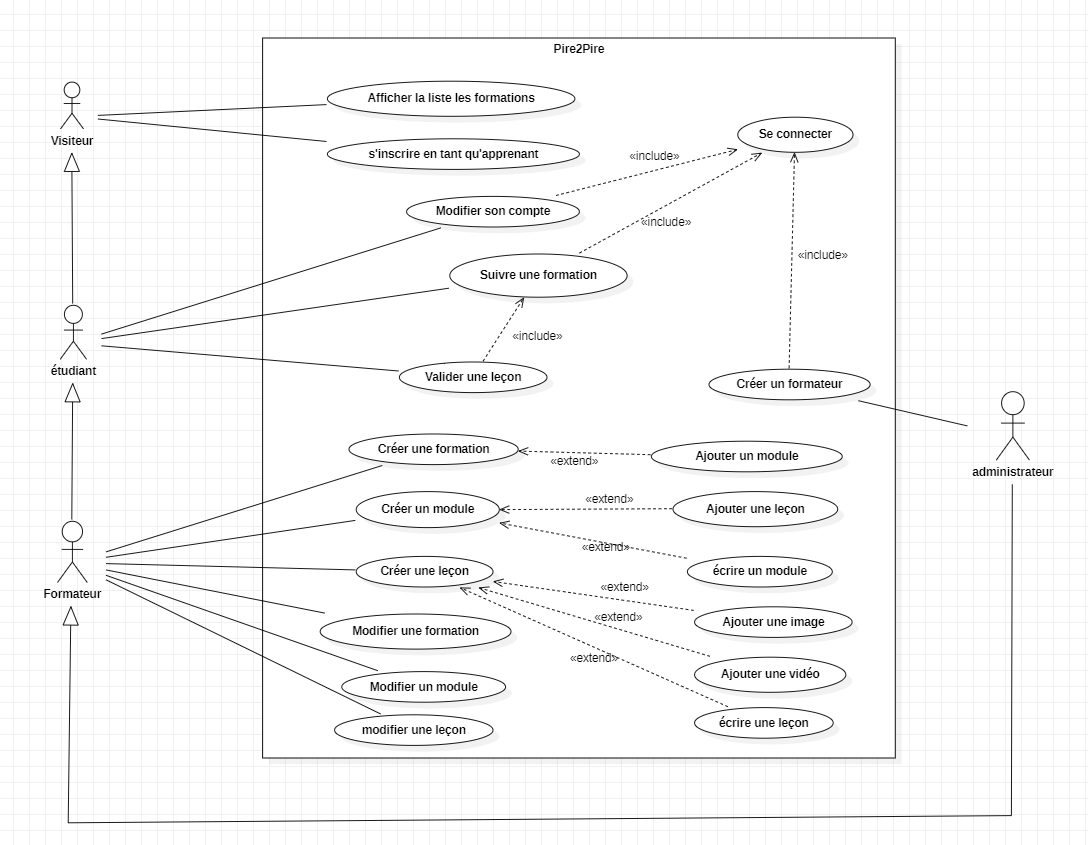 Pire2Pire
Afficher la liste les formations
Visiteur
Se connecter
s'inscrire en tant qu'apprenant
«include»
Modifier son compte
«include»
«include»
Suivre une formation
«include»
étudiant
Valider une leçon
Créer un formateur
Créer une formation
Ajouter un module
«extend»
administrateur
«extend»
Créer un module
Ajouter une leçon
«extend»
Créer une leçon
écrire un module
«extend»
Formateur
«extend»
Ajouter une image
Modifier une formation
«extend»
Ajouter une vidéo
Modifier un module
écrire une leçon
modifier une leçon